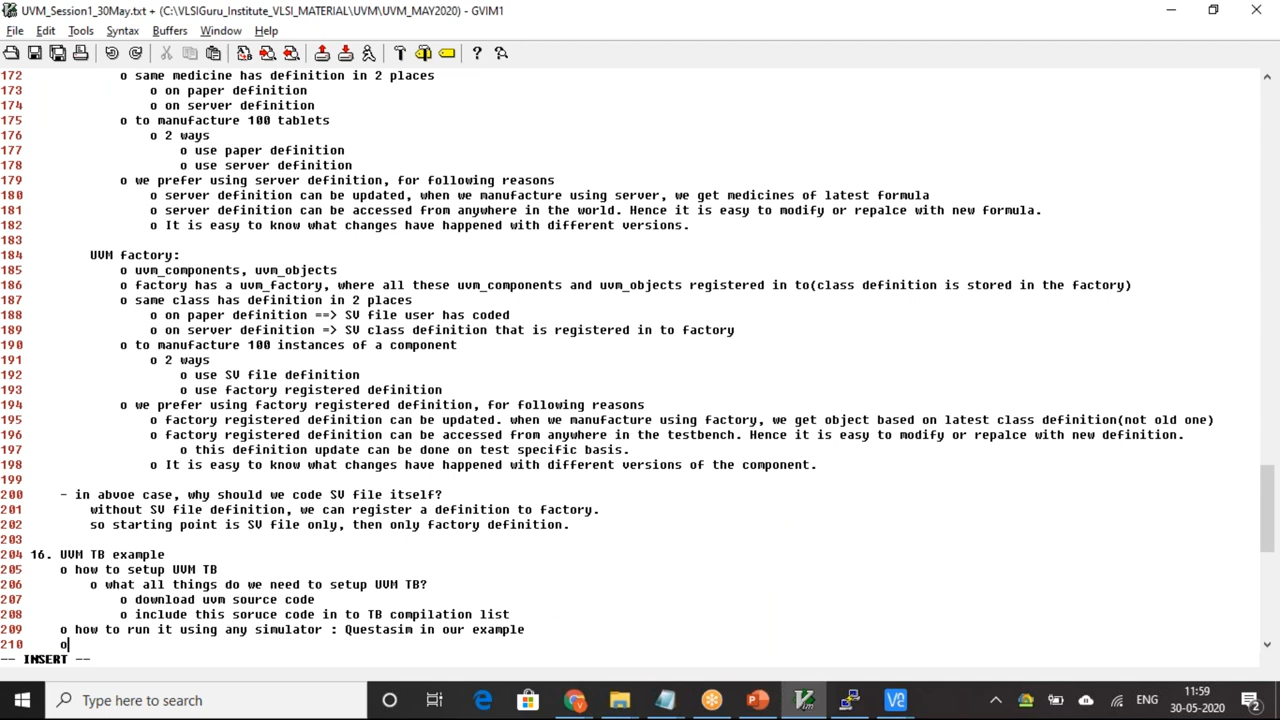 UVM_Session1_30May.txt + (C:\VLSIGuru_Institute_VLSI_MATERIAL\UVM\UVM_MAY2020) - GVIM1
File Edit Tools Syntax Buffers Window Help
172 o same medicine has definition in 2 places
173 o on paper definition
174 o on server definition
175 o to manufacture 100 tablets
176 o 2 ways
177 o use paper definition
178 o use server definition
179 o we prefer using server definition, for following reasons
180 o server definition can be updated, when we manufacture using server, we get medicines of latest formula
181 o server definition can be accessed from anywhere in the world. Hence it is easy to modify or repalce with new formula.
182 o It is easy to know what changes have happened with different versions.
183
184 UVM factory:
185 o uvm_components, uvm_objects
186 o factory has a uvm_factory, where all these uvm_components and uvm_objects registered in to(class definition is stored in the factory)
187 o same class has definition in 2 places
188 o on paper definition ==> SV file user has coded
189 o on server definition => SV class definition that is registered in to factory
190 o to manufacture 100 instances of a component
191 o 2 ways
192 o use SV file definition
193 o use factory registered definition
194 o we prefer using factory registered definition, for following reasons
195 o factory registered definition can be updated. when we manufacture using factory, we get object based on latest class definition(not old one)
196 o factory registered definition can be accessed from anywhere in the testbench. Hence it is easy to modify or repalce with new definition.
197 o this definition update can be done on test specific basis.
198 o It is easy to know what changes have happened with different versions of the component.
199
200 - in abvoe case, why should we code SV file itself?
201 without SV file definition, we can register a definition to factory.
202 so starting point is SV file only, then only factory definition.
203
204 16. UVM TB example
205 o how to setup UVM TB
206 o what all things do we need to setup UVM TB?
207 o download uvm source code
208 o include this soruce code in to TB compilation list
209 o how to run it using any simulator : Questasim in our example
210 o
-- INSERT --
Type here to search
ENG
11:59
30-05-2020
2